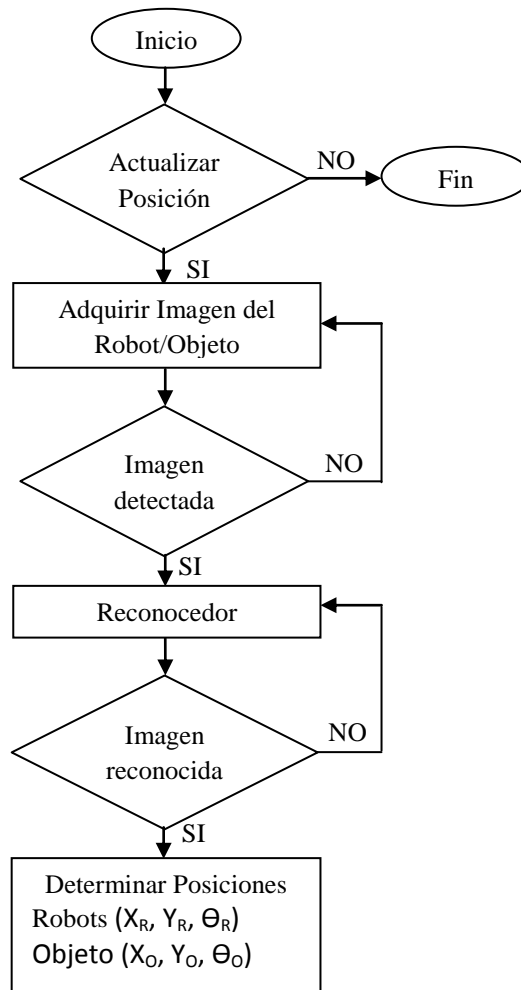 Inicio
Actualizar
Posición
NO
Fin
SI
Adquirir Imagen del
Robot/Objeto
Imagen
detectada
NO
SI
Reconocedor
Imagen
reconocida
NO
SI
Determinar Posiciones
Robots (X_R, Y_R, Θ_R)
Objeto (X_O, Y_O, Θ_O)